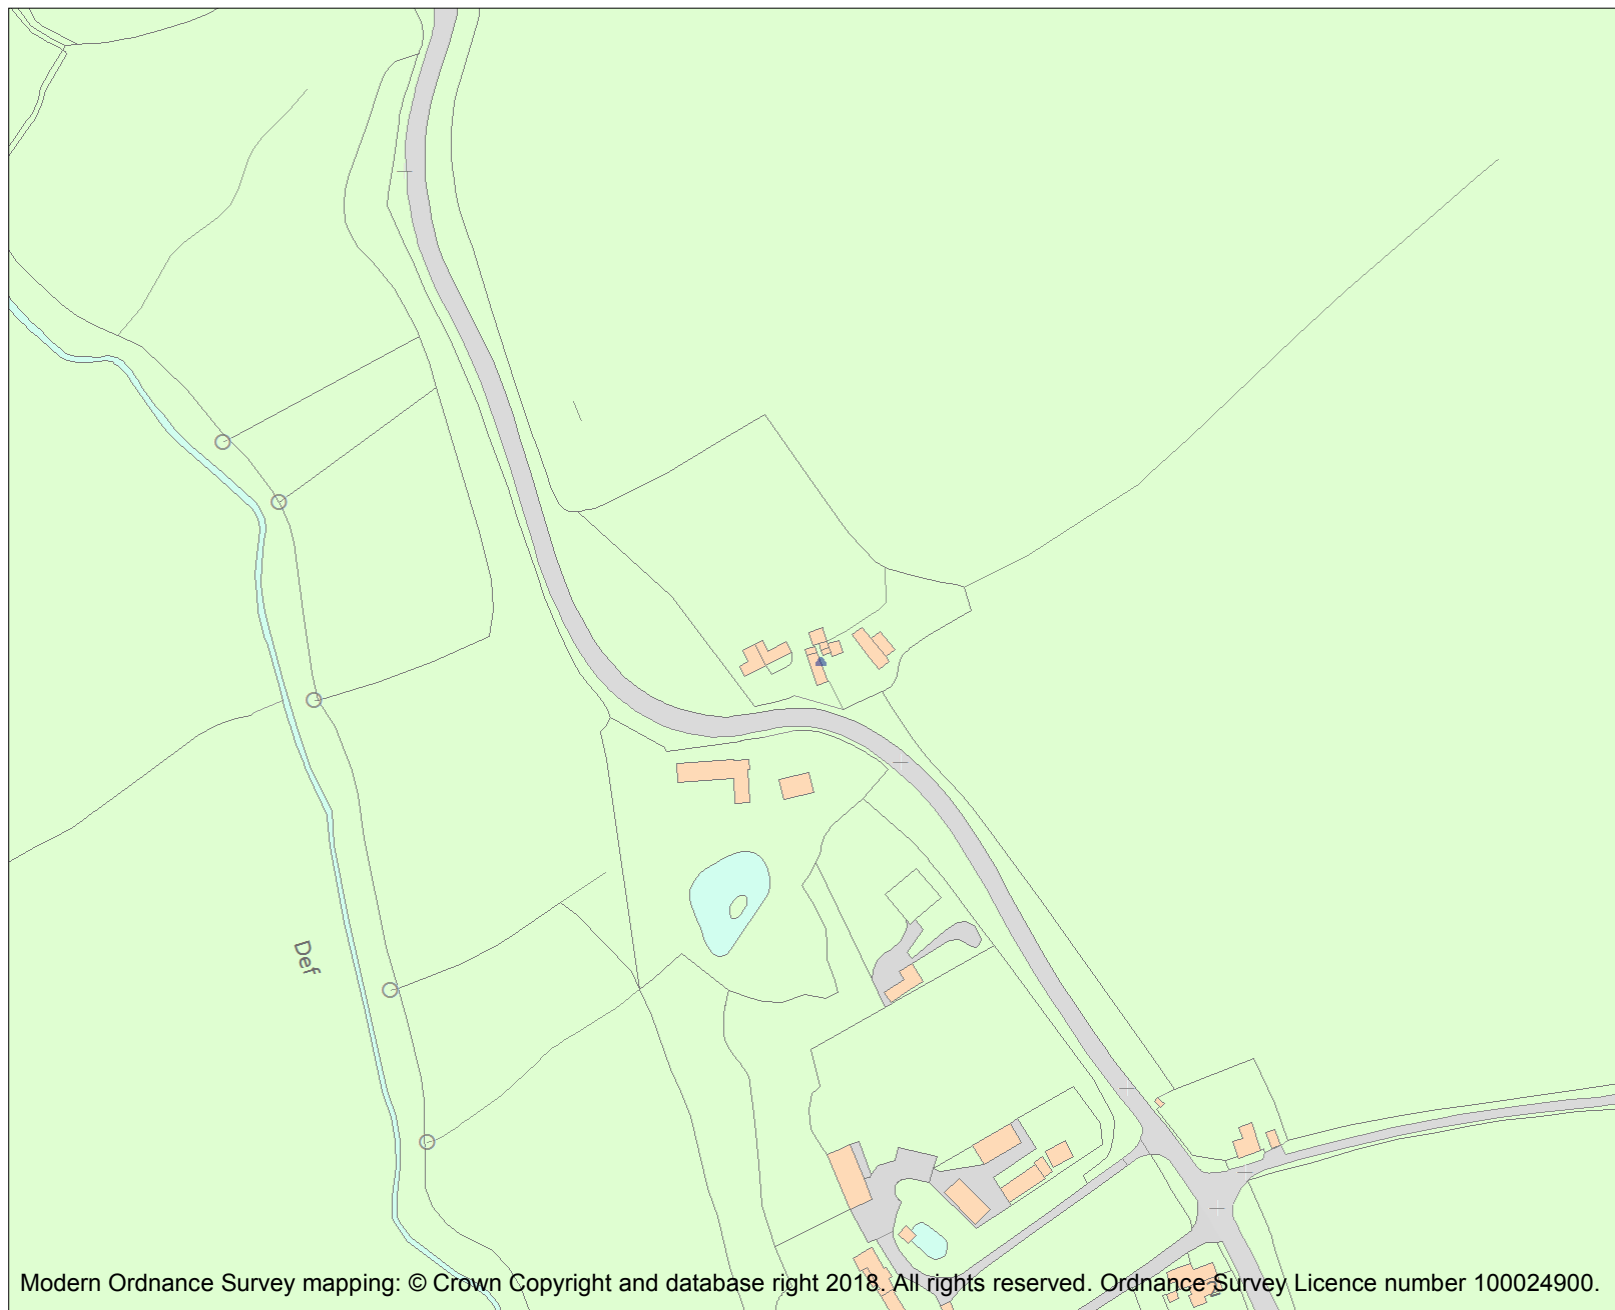 Def
Modern Ordnance Survey mapping: © Crown Copyright and database right 2018. All rights reserved. Ordnance Survey Licence number 100024900.